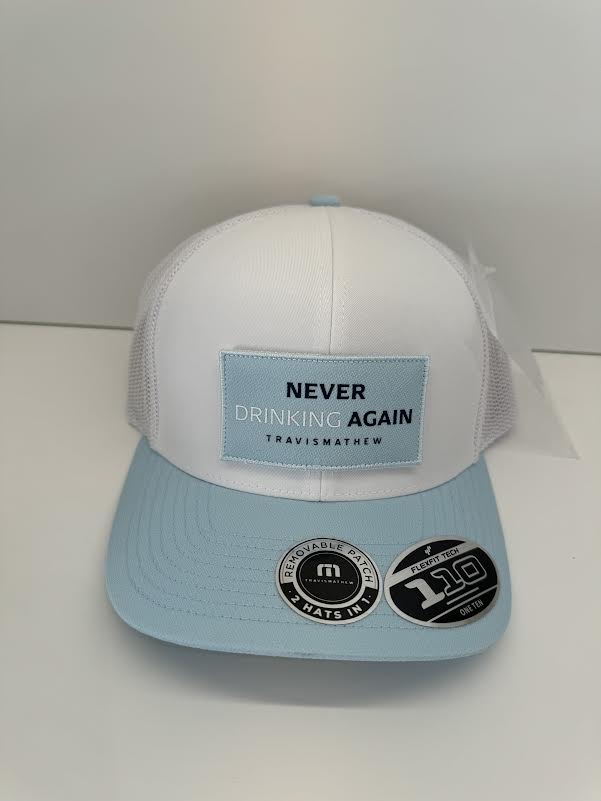 NEVER
DRINKING AGAIN
TRAVISMATHEW
REMOVABLE PATCH
TRAVISMATHEW
· 2 HATS IN 1 ·
FLEXFIT TECH
110
ONE TEN